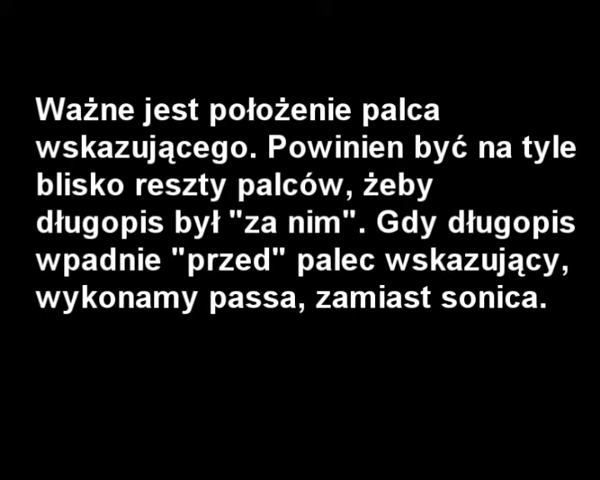 Ważne jest położenie palca
wskazującego. Powinien być na tyle
blisko reszty palców, żeby
długopis był "za nim". Gdy długopis
wpadnie "przed" palec wskazujący,
wykonamy passa, zamiast sonica.